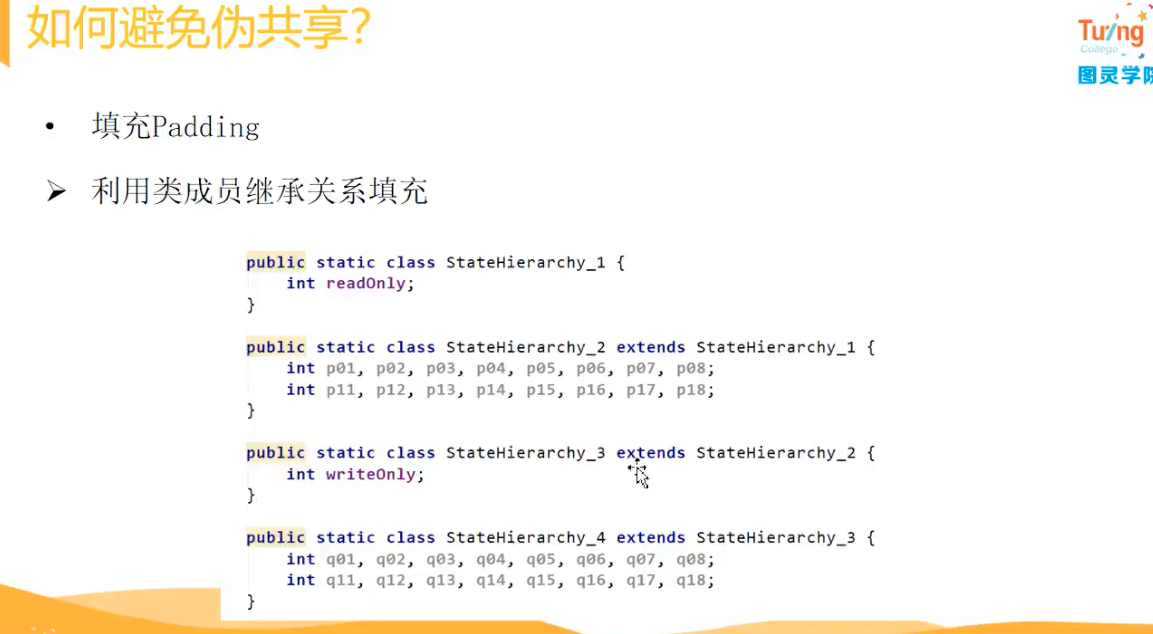 如何避免伪共享?
Turing
College
图灵学院
• 填充Padding
➢ 利用类成员继承关系填充
public static class StateHierarchy_1 {
    int readOnly;
}
public static class StateHierarchy_2 extends StateHierarchy_1 {
    int p01, p02, p03, p04, p05, p06, p07, p08;
    int p11, p12, p13, p14, p15, p16, p17, p18;
}
public static class StateHierarchy_3 extends StateHierarchy_2 {
    int writeOnly;
}
public static class StateHierarchy_4 extends StateHierarchy_3 {
    int q01, q02, q03, q04, q05, q06, q07, q08;
    int q11, q12, q13, q14, q15, q16, q17, q18;
}